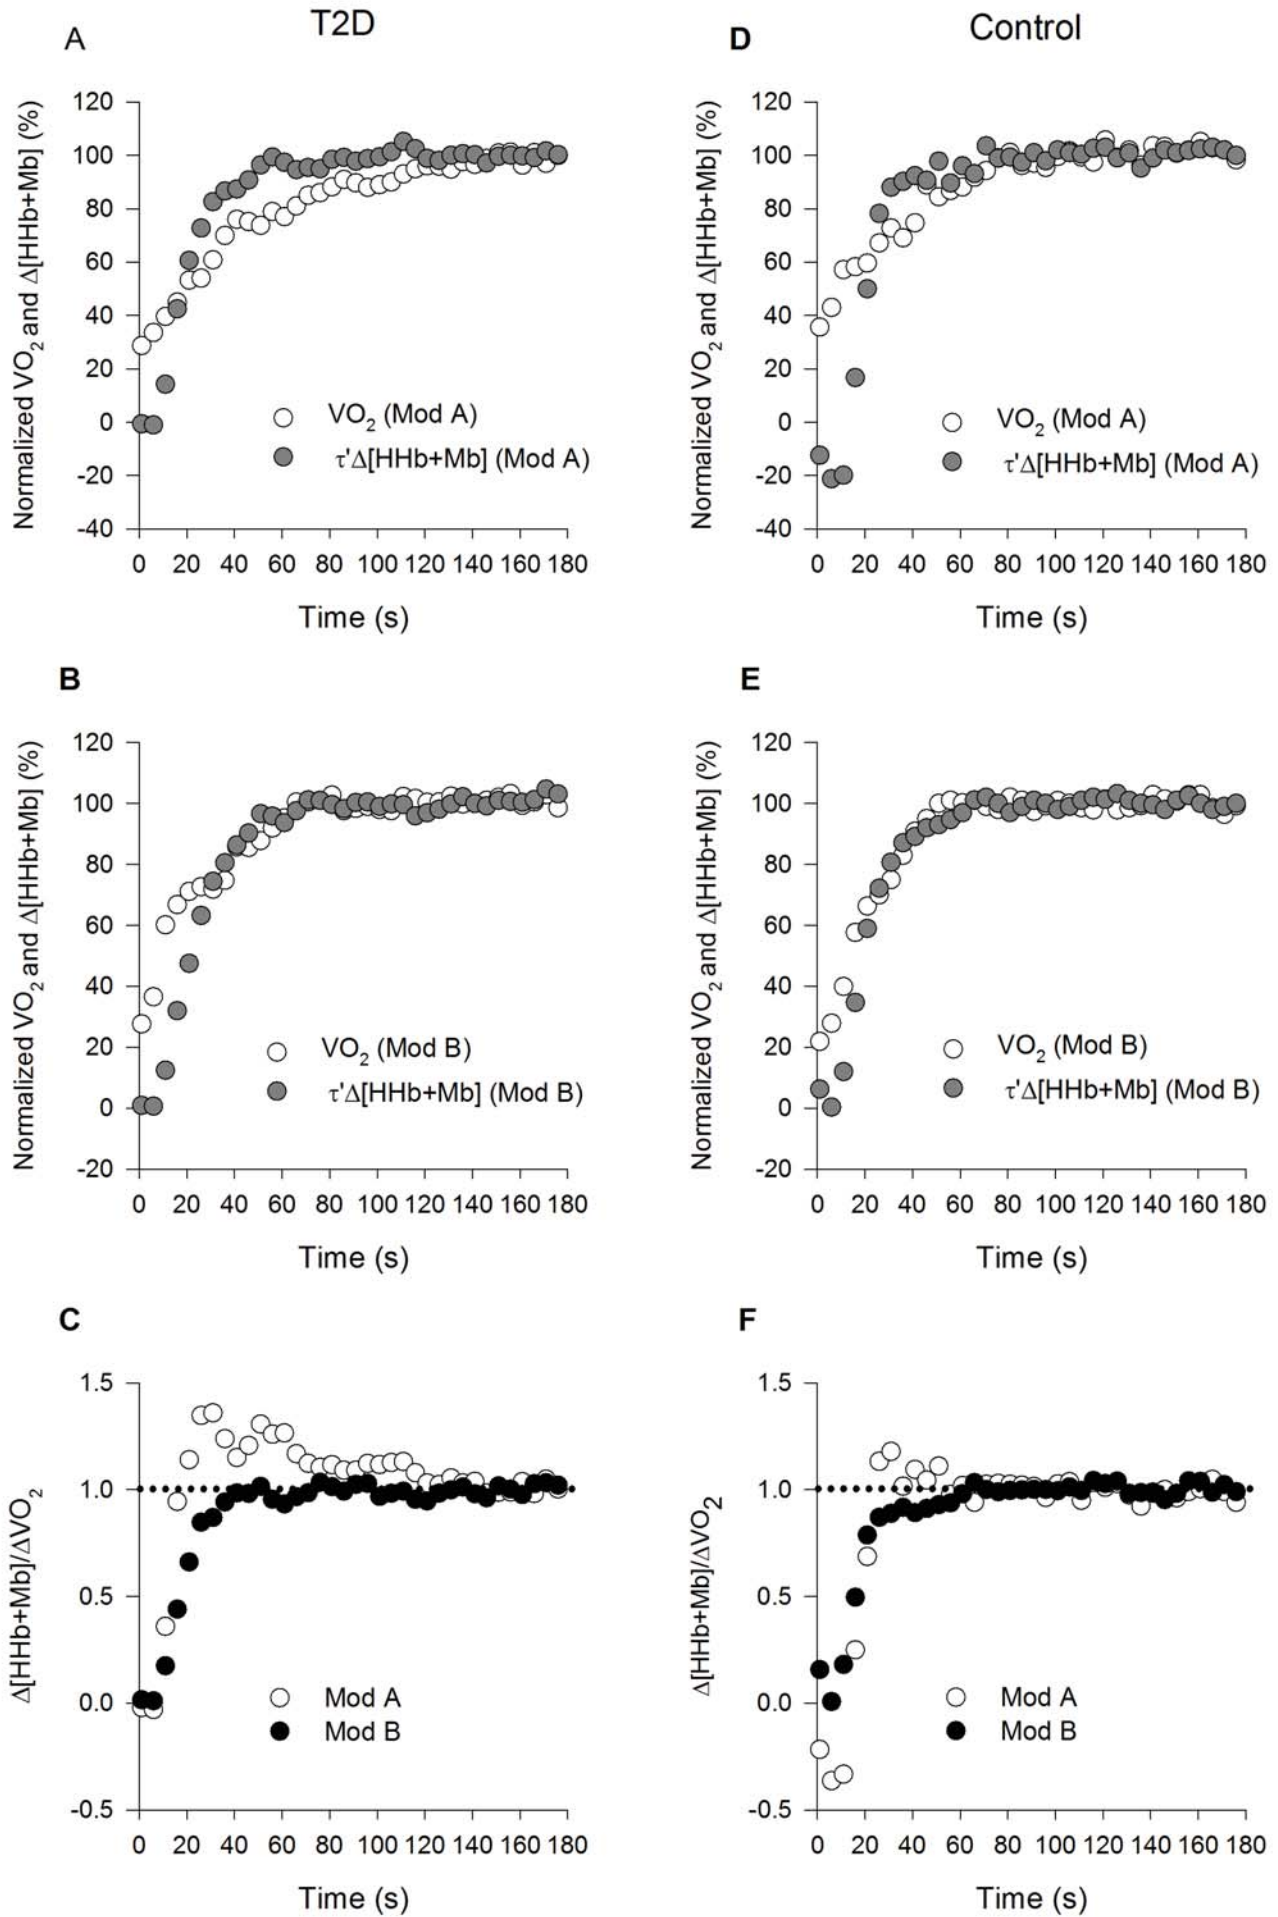 T2D
Control
A
Normalized VO2 and Δ[HHb+Mb] (%)
120
100
80
60
40
20
0
-20
-40
VO2 (Mod A)
τ'Δ[HHb+Mb] (Mod A)
0 20 40 60 80 100 120 140 160 180
Time (s)
D
Normalized VO2 and Δ[HHb+Mb] (%)
120
100
80
60
40
20
0
-20
-40
VO2 (Mod A)
τ'Δ[HHb+Mb] (Mod A)
0 20 40 60 80 100 120 140 160 180
Time (s)
B
Normalized VO2 and Δ[HHb+Mb] (%)
120
100
80
60
40
20
0
-20
VO2 (Mod B)
τ'Δ[HHb+Mb] (Mod B)
0 20 40 60 80 100 120 140 160 180
Time (s)
E
Normalized VO2 and Δ[HHb+Mb] (%)
120
100
80
60
40
20
0
-20
VO2 (Mod B)
τ'Δ[HHb+Mb] (Mod B)
0 20 40 60 80 100 120 140 160 180
Time (s)
C
Δ[HHb+Mb]/ΔVO2
1.5
1.0
0.5
0.0
-0.5
Mod A
Mod B
0 20 40 60 80 100 120 140 160 180
Time (s)
F
Δ[HHb+Mb]/ΔVO2
1.5
1.0
0.5
0.0
-0.5
Mod A
Mod B
0 20 40 60 80 100 120 140 160 180
Time (s)